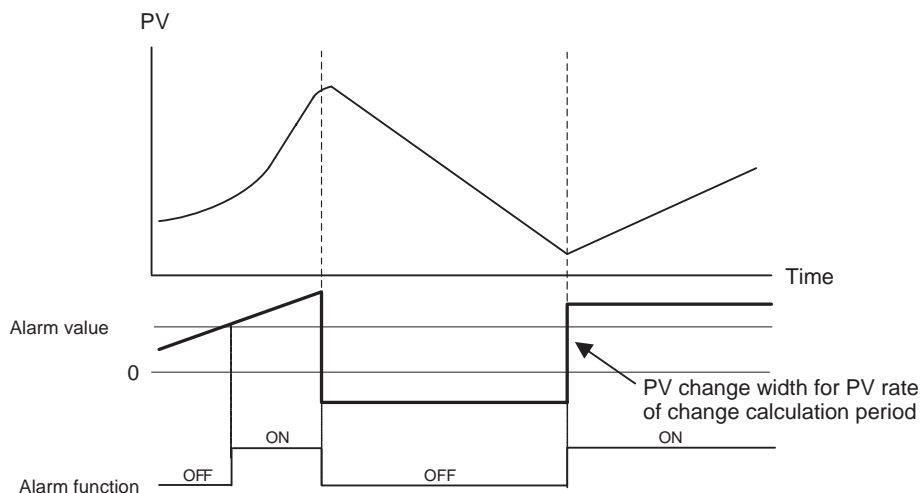 PV
Time
Alarm value
0
PV change width for PV rate
of change calculation period
ON
ON
OFF
OFF
Alarm function